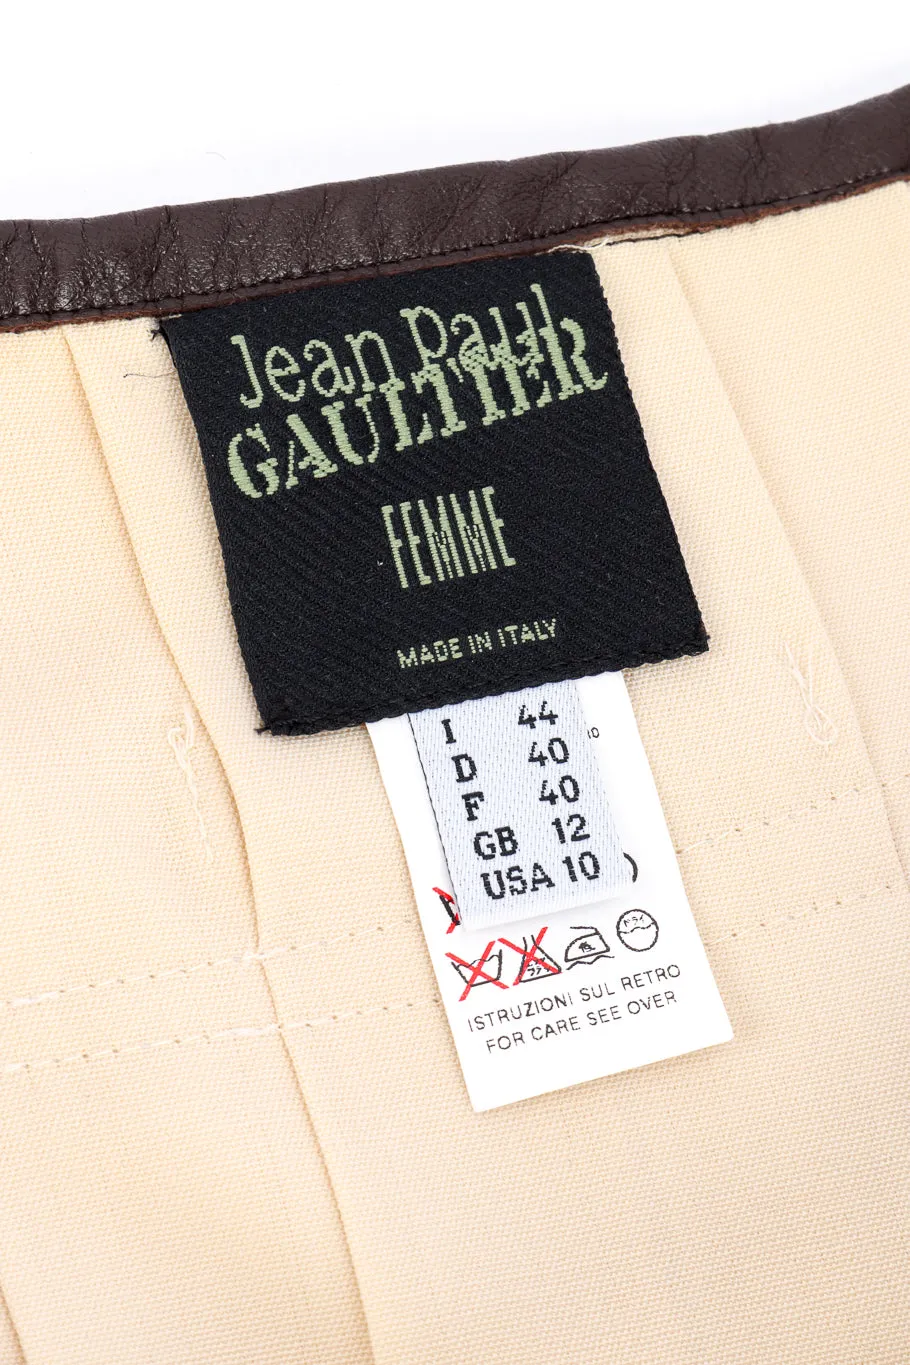 Jean Paul
GAULTIER
FEMME
MADE IN ITALY
I 44
D 40
F 40
GB 12
USA 10
ISTRUZIONI SUL RETRO
FOR CARE SEE OVER